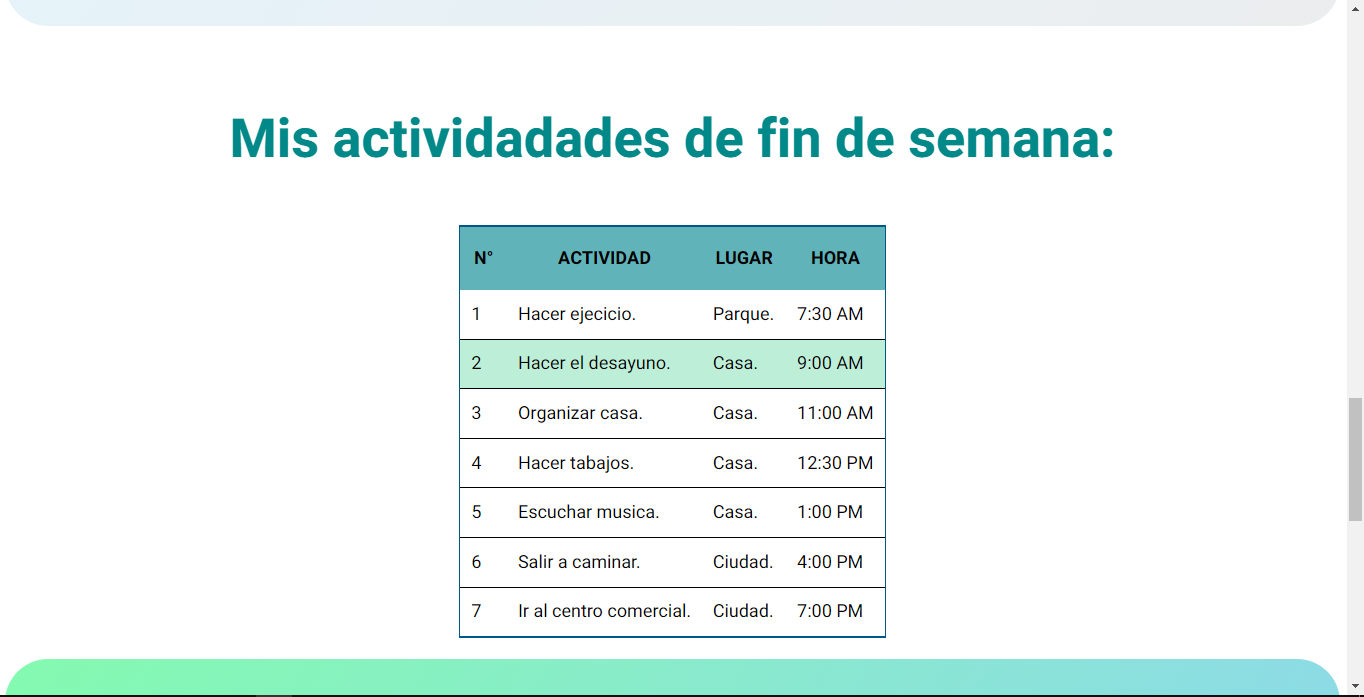 Mis actividadades de fin de semana:
N° ACTIVIDAD LUGAR HORA
1 Hacer ejecicio. Parque. 7:30 AM
2 Hacer el desayuno. Casa. 9:00 AM
3 Organizar casa. Casa. 11:00 AM
4 Hacer tabajos. Casa. 12:30 PM
5 Escuchar musica. Casa. 1:00 PM
6 Salir a caminar. Ciudad. 4:00 PM
7 Ir al centro comercial. Ciudad. 7:00 PM